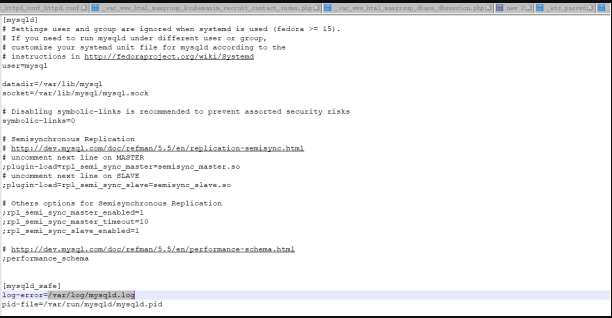 _httpd_conf_httpd.conf _var_www_html_maxgroup_koubemaxim_recruit_contact_index.php _var_www_html_maxgroup_share_dbversion.php new 2 _etc_passwd
[mysqld]
# Settings user and group are ignored when systemd is used (fedora >= 15).
# If you need to run mysqld under different user or group,
# customize your systemd unit file for mysqld according to the
# instructions in http://fedoraproject.org/wiki/Systemd
user=mysql
datadir=/var/lib/mysql
socket=/var/lib/mysql/mysql.sock
# Disabling symbolic-links is recommended to prevent assorted security risks
symbolic-links=0
# Semisynchronous Replication
# http://dev.mysql.com/doc/refman/5.5/en/replication-semisync.html
# uncomment next line on MASTER
;plugin-load=rpl_semi_sync_master=semisync_master.so
# uncomment next line on SLAVE
;plugin-load=rpl_semi_sync_slave=semisync_slave.so
# Others options for Semisynchronous Replication
;rpl_semi_sync_master_enabled=1
;rpl_semi_sync_master_timeout=10
;rpl_semi_sync_slave_enabled=1
# http://dev.mysql.com/doc/refman/5.5/en/performance-schema.html
;performance_schema
[mysqld_safe]
log-error=/var/log/mysqld.log
pid-file=/var/run/mysqld/mysqld.pid